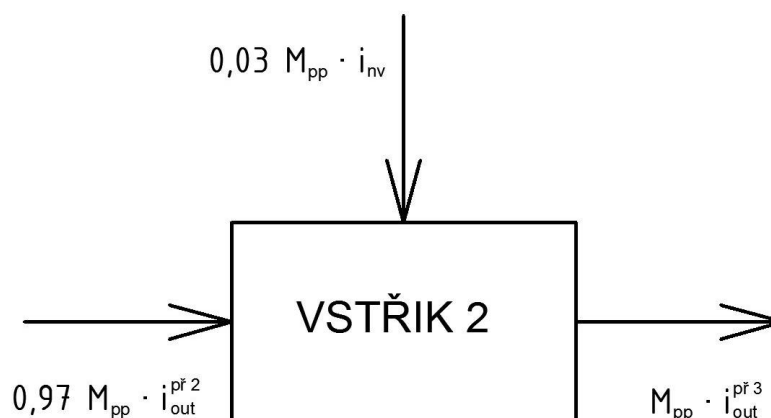 0,03 M_pp · i_nv
VSTŘIK 2
0,97 M_pp · i_out^př 2
M_pp · i_out^př 3